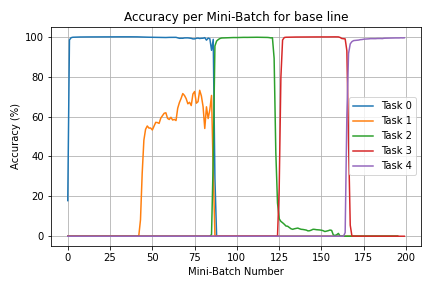 Accuracy per Mini-Batch for base line
Accuracy (%)
100
80
60
40
20
0
Task 0
Task 1
Task 2
Task 3
Task 4
0 25 50 75 100 125 150 175 200
Mini-Batch Number